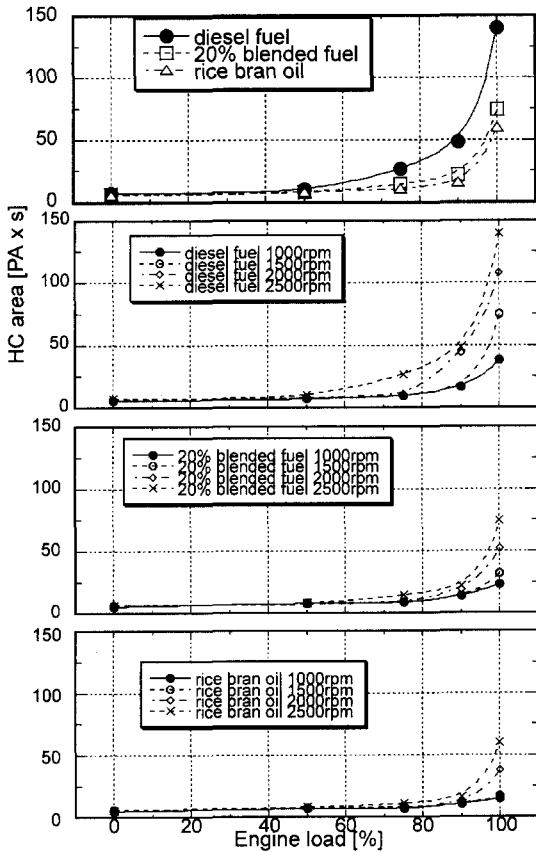 150
100
50
0
diesel fuel
20% blended fuel
rice bran oil
HC area [PA x s]
150
100
50
0
diesel fuel 1000rpm
diesel fuel 1500rpm
diesel fuel 2000rpm
diesel fuel 2500rpm
150
100
50
0
20% blended fuel 1000rpm
20% blended fuel 1500rpm
20% blended fuel 2000rpm
20% blended fuel 2500rpm
150
100
50
0
rice bran oil 1000rpm
rice bran oil 1500rpm
rice bran oil 2000rpm
rice bran oil 2500rpm
0 20 40 60 80 100
Engine load [%]